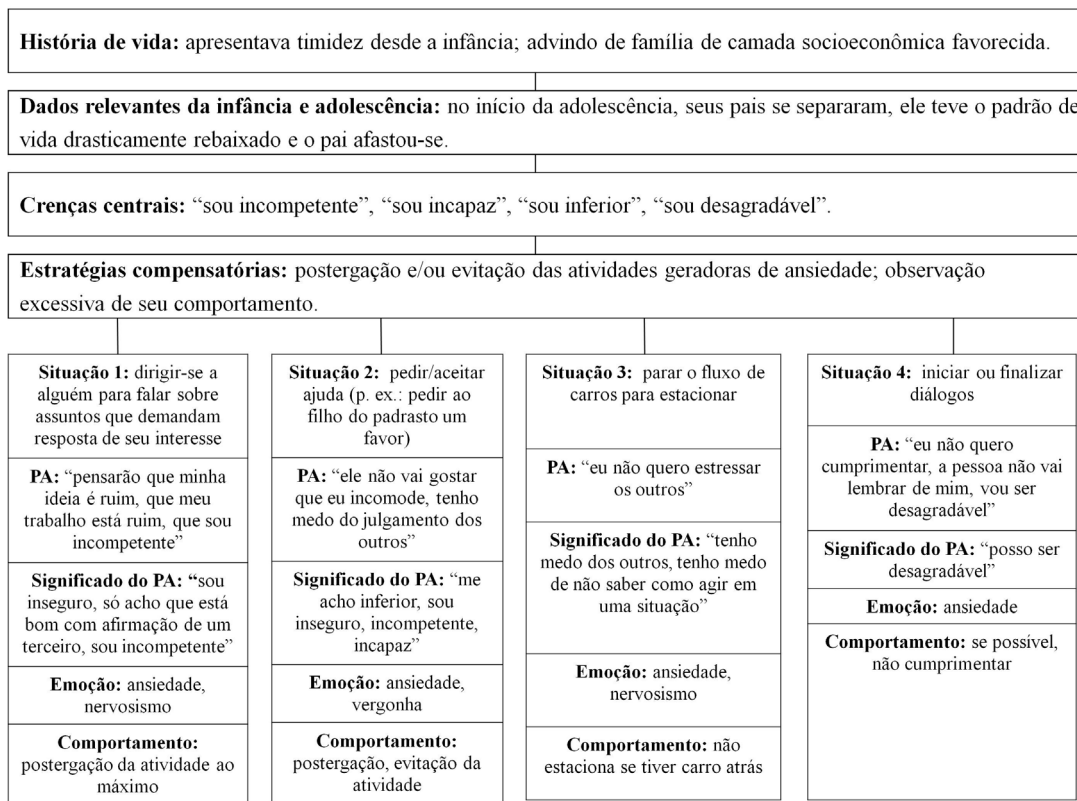 História de vida: apresentava timidez desde a infância; advindo de família de camada socioeconômica favorecida.
Dados relevantes da infância e adolescência: no início da adolescência, seus pais se separaram, ele teve o padrão de
vida drasticamente rebaixado e o pai afastou-se.
Crenças centrais: “sou incompetente”, “sou incapaz”, “sou inferior”, “sou desagradável”.
Estratégias compensatórias: postergação e/ou evitação das atividades geradoras de ansiedade; observação
excessiva de seu comportamento.
Situação 1: dirigir-se a
alguém para falar sobre
assuntos que demandam
resposta de seu interesse
PA: “pensarão que minha
ideia é ruim, que meu
trabalho está ruim, que sou
incompetente”
Significado do PA: “sou
inseguro, só acho que está
bom com afirmação de um
terceiro, sou incompetente”
Emoção: ansiedade,
nervosismo
Comportamento:
postergação da atividade ao
máximo
Situação 2: pedir/aceitar
ajuda (p. ex.: pedir ao
filho do padrasto um
favor)
PA: “ele não vai gostar
que eu incomode, tenho
medo do julgamento dos
outros”
Significado do PA: “me
acho inferior, sou
inseguro, incompetente,
incapaz”
Emoção: ansiedade,
vergonha
Comportamento:
postergação, evitação da
atividade
Situação 3: parar o fluxo de
carros para estacionar
PA: “eu não quero estressar
os outros”
Significado do PA: “tenho
medo dos outros, tenho medo
de não saber como agir em
uma situação”
Emoção: ansiedade,
nervosismo
Comportamento: não
estaciona se tiver carro atrás
Situação 4: iniciar ou finalizar
diálogos
PA: “eu não quero
cumprimentar, a pessoa não vai
lembrar de mim, vou ser
desagradável”
Significado do PA: “posso ser
desagradável”
Emoção: ansiedade
Comportamento: se possível,
não cumprimentar